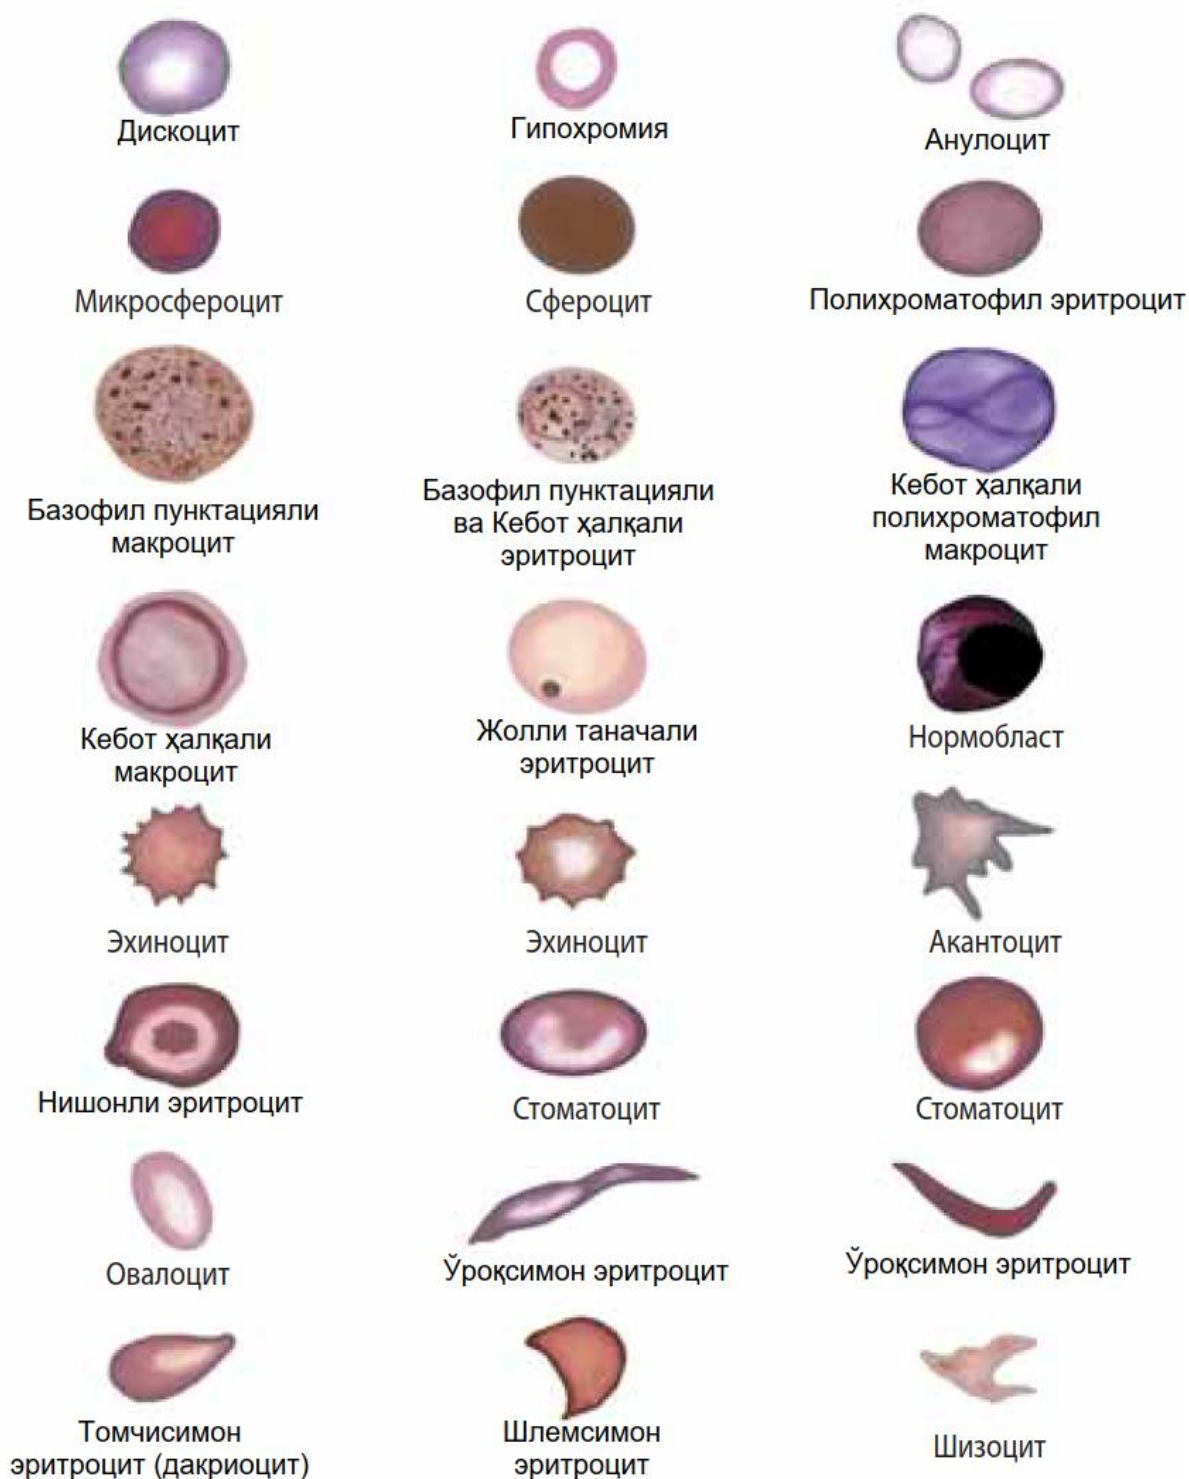 Дискоцит
Гипохромия
Анулоцит
Микросфероцит
Сфероцит
Полихроматофил эритроцит
Базофил пунктацияли
макроцит
Базофил пунктацияли
ва Кебот ҳалқали
эритроцит
Кебот ҳалқали
полихроматофил
макроцит
Кебот ҳалқали
макроцит
Жолли таначали
эритроцит
Нормобласт
Эхиноцит
Эхиноцит
Акантоцит
Нишонли эритроцит
Стоматоцит
Стоматоцит
Овалоцит
Ўроқсимон эритроцит
Ўроқсимон эритроцит
Томчисимон
эритроцит (дакриоцит)
Шлемсимон
эритроцит
Шизоцит